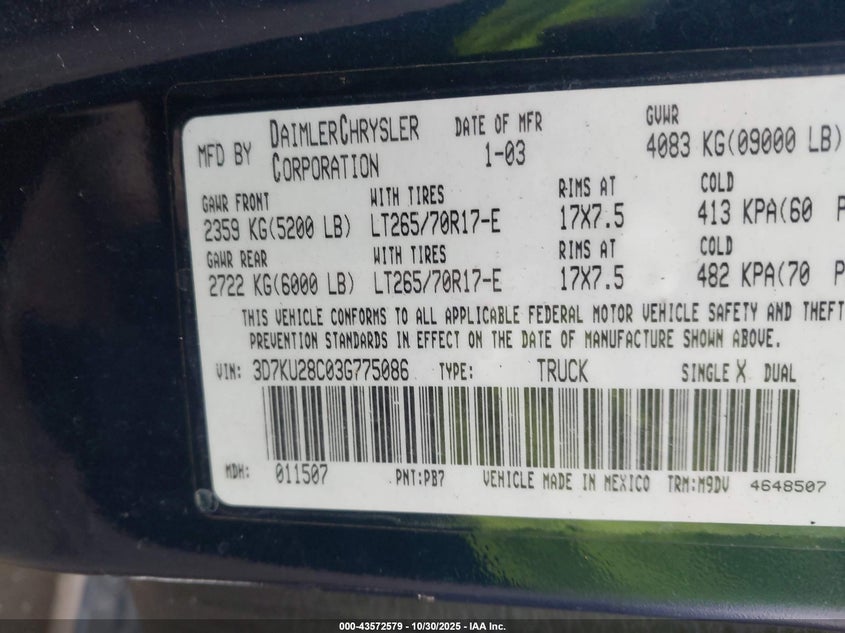 MFD BY DAIMLERCHRYSLER CORPORATION DATE OF MFR 1-03 GVWR 4083 KG(09000 LB)
GAWR FRONT WITH TIRES RIMS AT COLD
2359 KG(5200 LB) LT265/70R17-E 17X7.5 413 KPA(60 P
GAWR REAR WITH TIRES RIMS AT COLD
2722 KG(6000 LB) LT265/70R17-E 17X7.5 482 KPA(70 P
THIS VEHICLE CONFORMS TO ALL APPLICABLE FEDERAL MOTOR VEHICLE SAFETY AND THEFT
PREVENTION STANDARDS IN EFFECT ON THE DATE OF MANUFACTURE SHOWN ABOVE.
VIN: 3D7KU28C03G775086 TYPE: TRUCK SINGLE X DUAL
MDH: 011507 PNT:PB7 VEHICLE MADE IN MEXICO TRM:M9DV 4648507
000-43572579 - 10/30/2025 - IAA Inc.